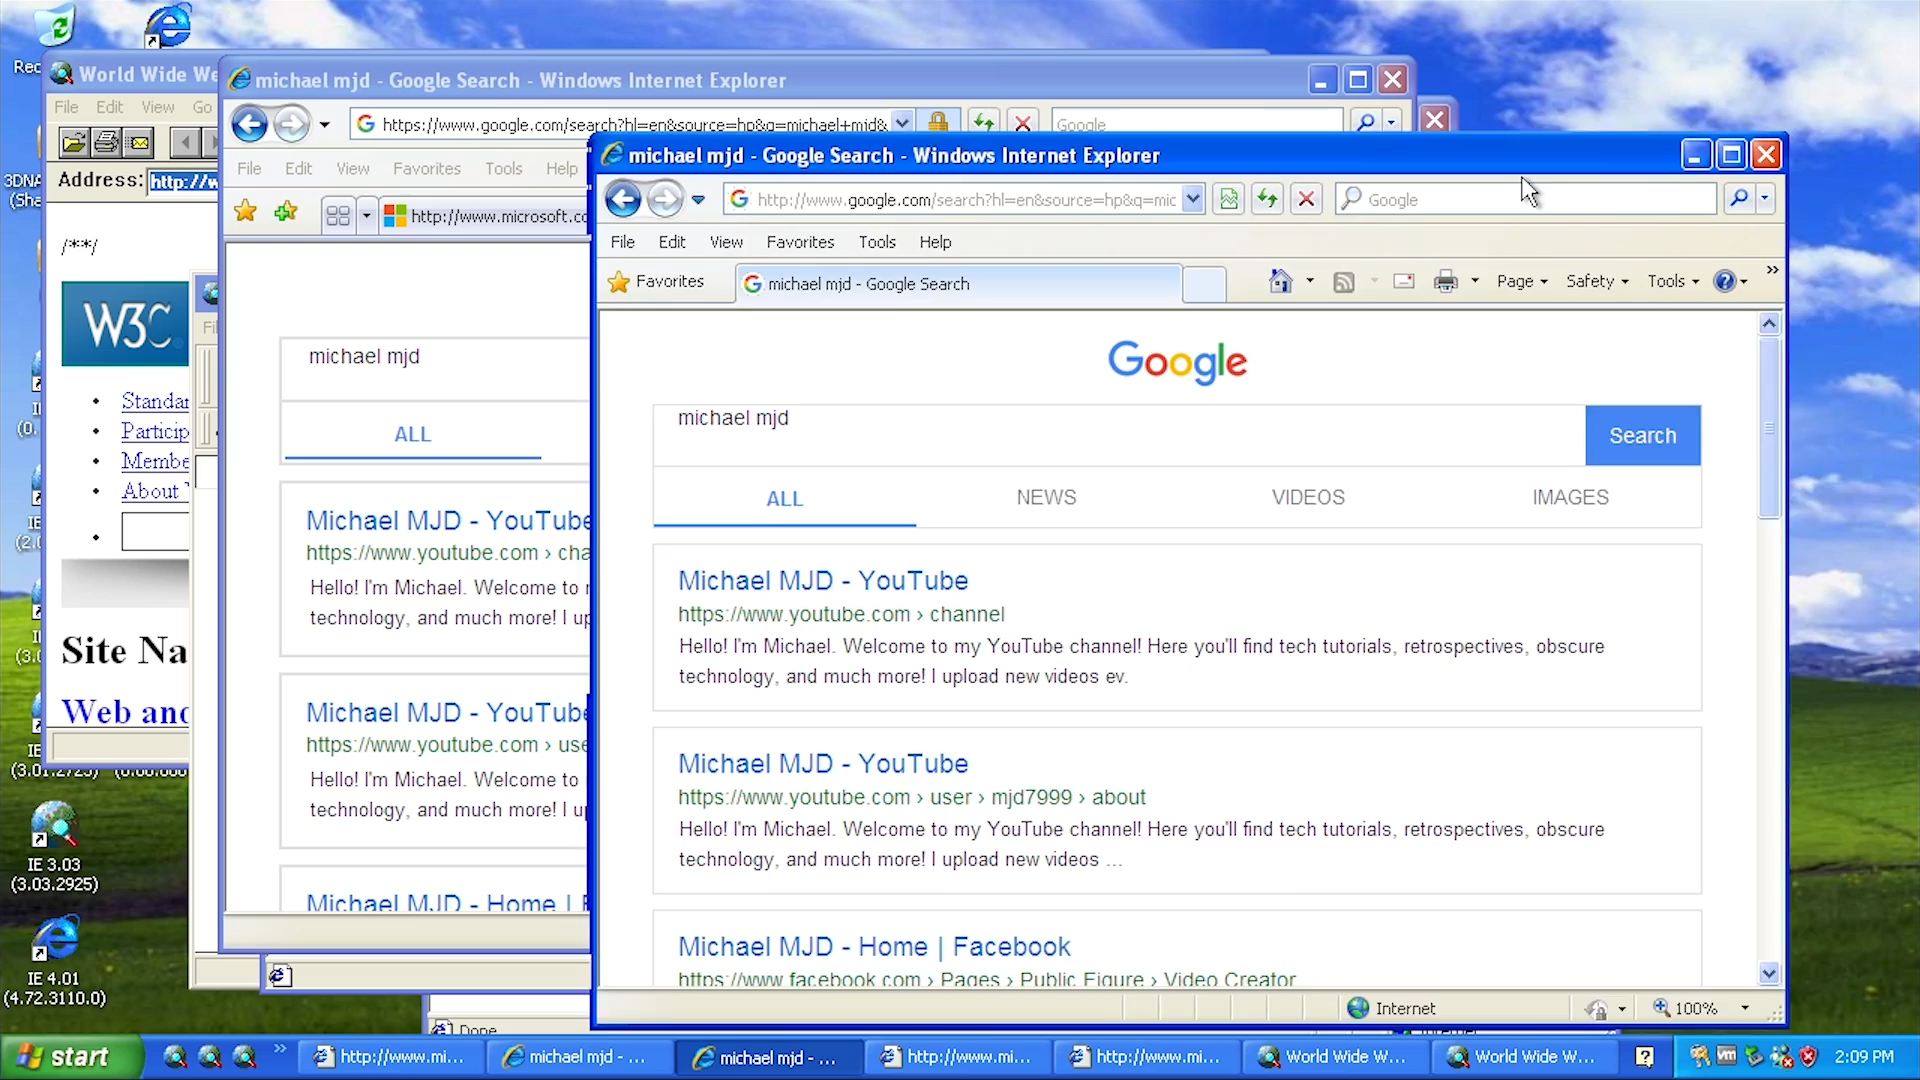 World Wide We
File Edit View Go
Address: http://w
/**/
W3C
Standar
Particip
Membe
About
Site Na
Web and
IE 3.03
(3.03.2925)
IE 4.01
(4.72.3110.0)
michael mjd - Google Search - Windows Internet Explorer
https://www.google.com/search?hl=en&source=hp&q=michael+mjd&
Google
File Edit View Favorites Tools Help
http://www.microsoft.co
michael mjd
ALL
Michael MJD - YouTube
https://www.youtube.com › cha
Hello! I'm Michael. Welcome to
technology, and much more! I up
Michael MJD - YouTube
https://www.youtube.com › use
Hello! I'm Michael. Welcome to
technology, and much more! I up
Michael MJD - Home |
Done
michael mjd - Google Search - Windows Internet Explorer
http://www.google.com/search?hl=en&source=hp&q=mic
Google
File Edit View Favorites Tools Help
Favorites
michael mjd - Google Search
Page Safety Tools
Google
michael mjd
Search
ALL NEWS VIDEOS IMAGES
Michael MJD - YouTube
https://www.youtube.com › channel
Hello! I'm Michael. Welcome to my YouTube channel! Here you'll find tech tutorials, retrospectives, obscure
technology, and much more! I upload new videos ev.
Michael MJD - YouTube
https://www.youtube.com › user › mjd7999 › about
Hello! I'm Michael. Welcome to my YouTube channel! Here you'll find tech tutorials, retrospectives, obscure
technology, and much more! I upload new videos ...
Michael MJD - Home | Facebook
https://www.facebook.com › Pages › Public Figure › Video Creator
Internet
100%
start
http://www.mi...
michael mjd - ...
michael mjd - ...
http://www.mi...
http://www.mi...
World Wide W...
World Wide W...
2:09 PM